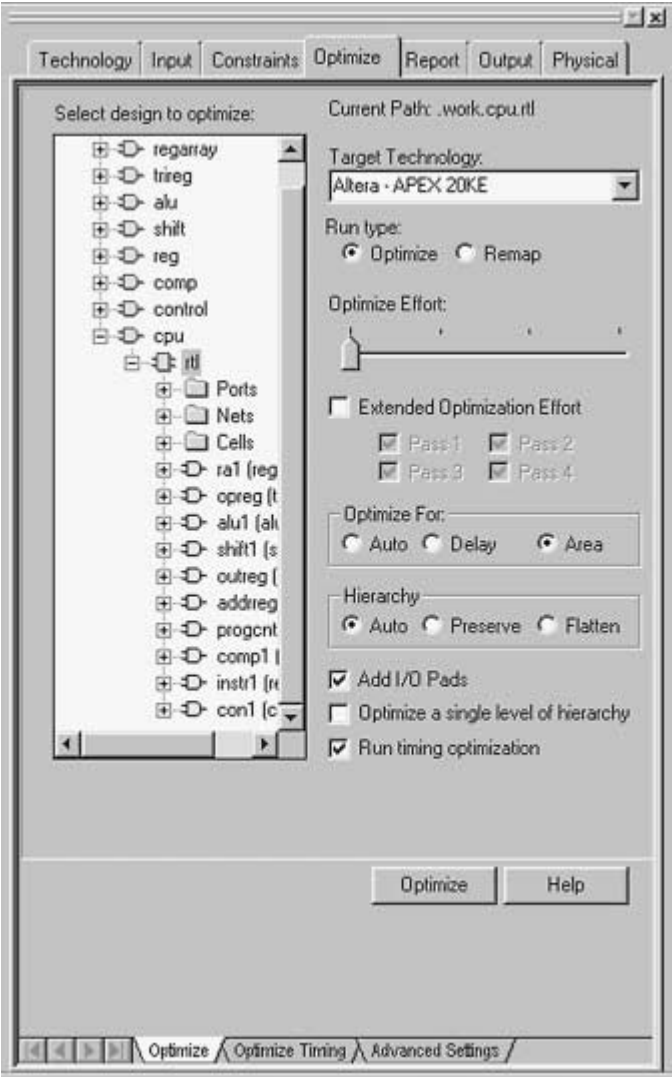 Technology Input Constraints Optimize Report Output Physical
Select design to optimize:
regarray
trireg
alu
shift
reg
comp
control
cpu
rtl
Ports
Nets
Cells
ra1 (reg
opreg (t
alu1 (alu
shift1 (s
outreg (
addrreg
progcnt
comp1 (
instr1 (re
con1 (c
Current Path: .work.cpu.rtl
Target Technology:
Altera - APEX 20KE
Run type:
Optimize Remap
Optimize Effort:
Extended Optimization Effort
Pass 1 Pass 2
Pass 3 Pass 4
Optimize For:
Auto Delay Area
Hierarchy
Auto Preserve Flatten
Add I/O Pads
Optimize a single level of hierarchy
Run timing optimization
Optimize Help
Optimize Optimize Timing Advanced Settings